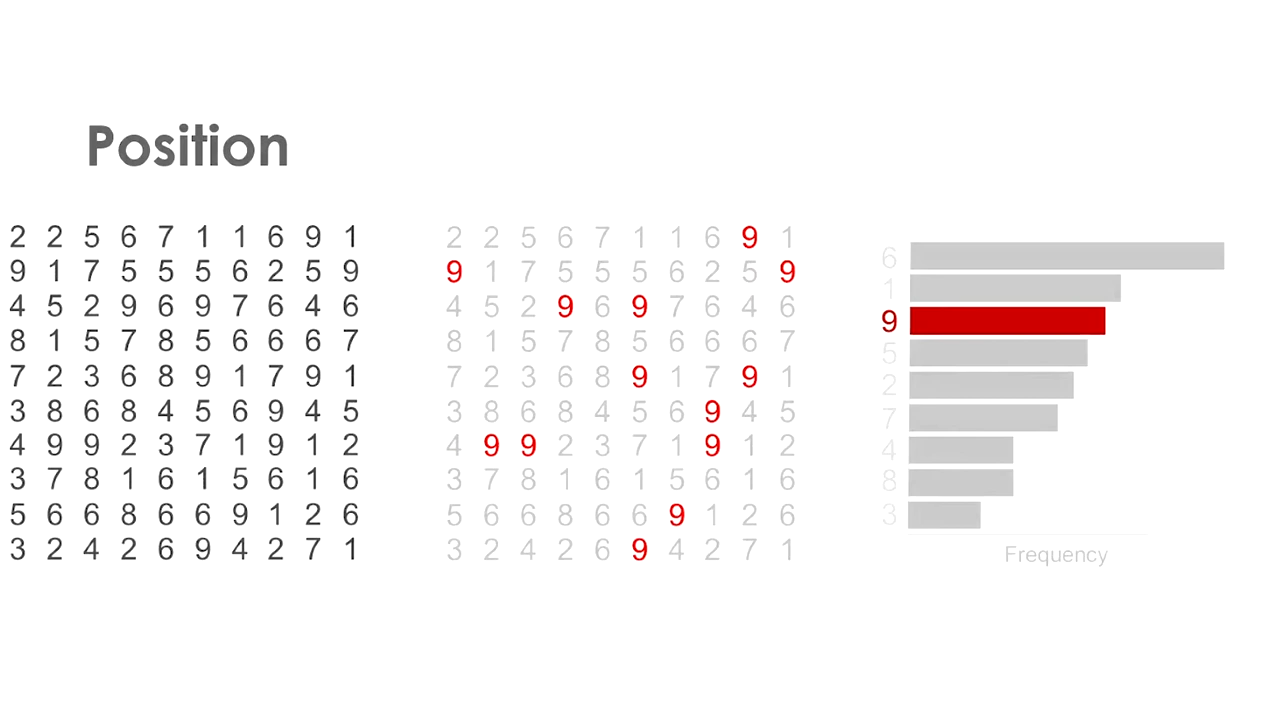 Position
2 2 5 6 7 1 1 6 9 1
9 1 7 5 5 5 6 2 5 9
4 5 2 9 6 9 7 6 4 6
8 1 5 7 8 5 6 6 6 7
7 2 3 6 8 9 1 7 9 1
3 8 6 8 4 5 6 9 4 5
4 9 9 2 3 7 1 9 1 2
3 7 8 1 6 1 5 6 1 6
5 6 6 8 6 6 9 1 2 6
3 2 4 2 6 9 4 2 7 1
2 2 5 6 7 1 1 6 9 1
9 1 7 5 5 5 6 2 5 9
4 5 2 9 6 9 7 6 4 6
8 1 5 7 8 5 6 6 6 7
7 2 3 6 8 9 1 7 9 1
3 8 6 8 4 5 6 9 4 5
4 9 9 2 3 7 1 9 1 2
3 7 8 1 6 1 5 6 1 6
5 6 6 8 6 6 9 1 2 6
3 2 4 2 6 9 4 2 7 1
6
1
9
5
2
7
4
8
3
Frequency